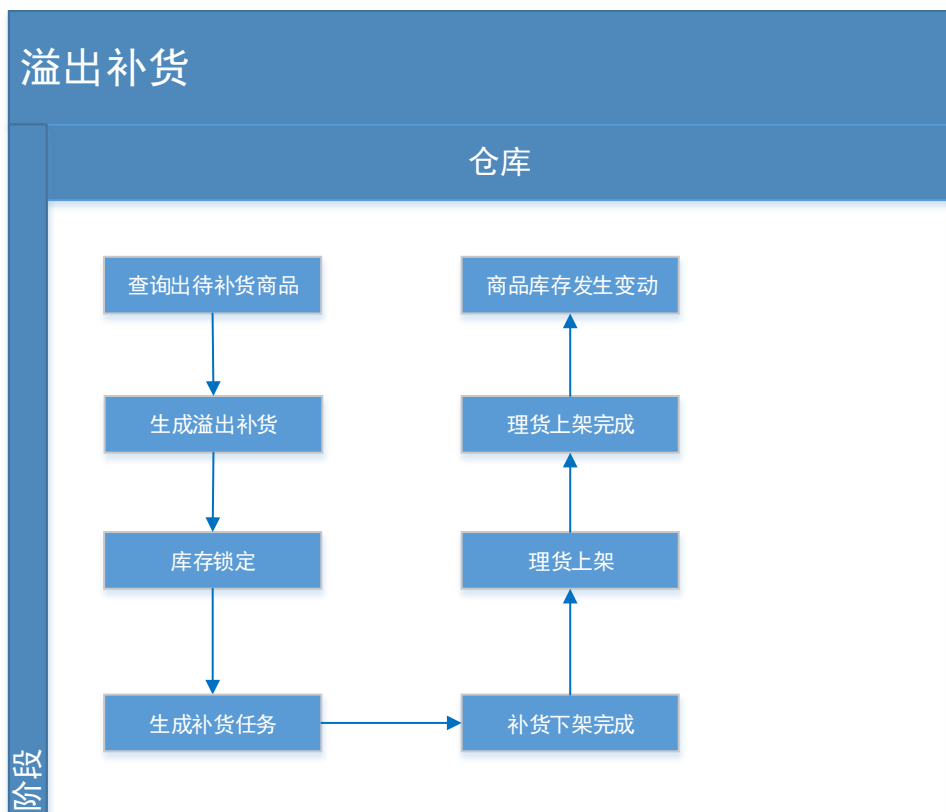 溢出补货
仓库
查询出待补货商品
商品库存发生变动
生成溢出补货
理货上架完成
库存锁定
理货上架
生成补货任务
补货下架完成
阶段